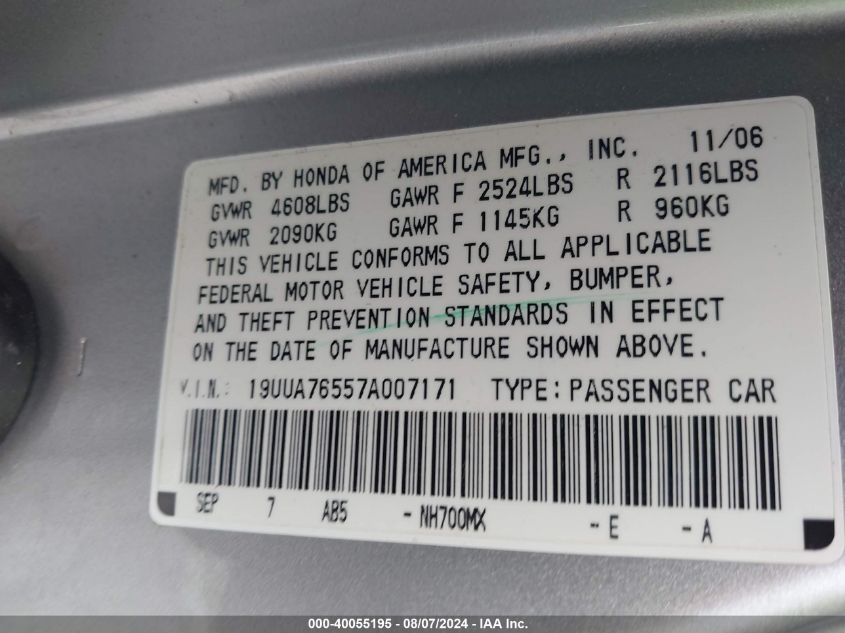 MFD. BY HONDA OF AMERICA MFG., INC. 11/06
GVWR 4608LBS GAWR F 2524LBS R 2116LBS
GVWR 2090KG GAWR F 1145KG R 960KG
THIS VEHICLE CONFORMS TO ALL APPLICABLE
FEDERAL MOTOR VEHICLE SAFETY, BUMPER,
AND THEFT PREVENTION STANDARDS IN EFFECT
ON THE DATE OF MANUFACTURE SHOWN ABOVE.
V.I.N.: 19UUA76557A007171 TYPE: PASSENGER CAR
SEP 7 AB5 - NH700MX - E - A
000-40055195 - 08/07/2024 - IAA Inc.